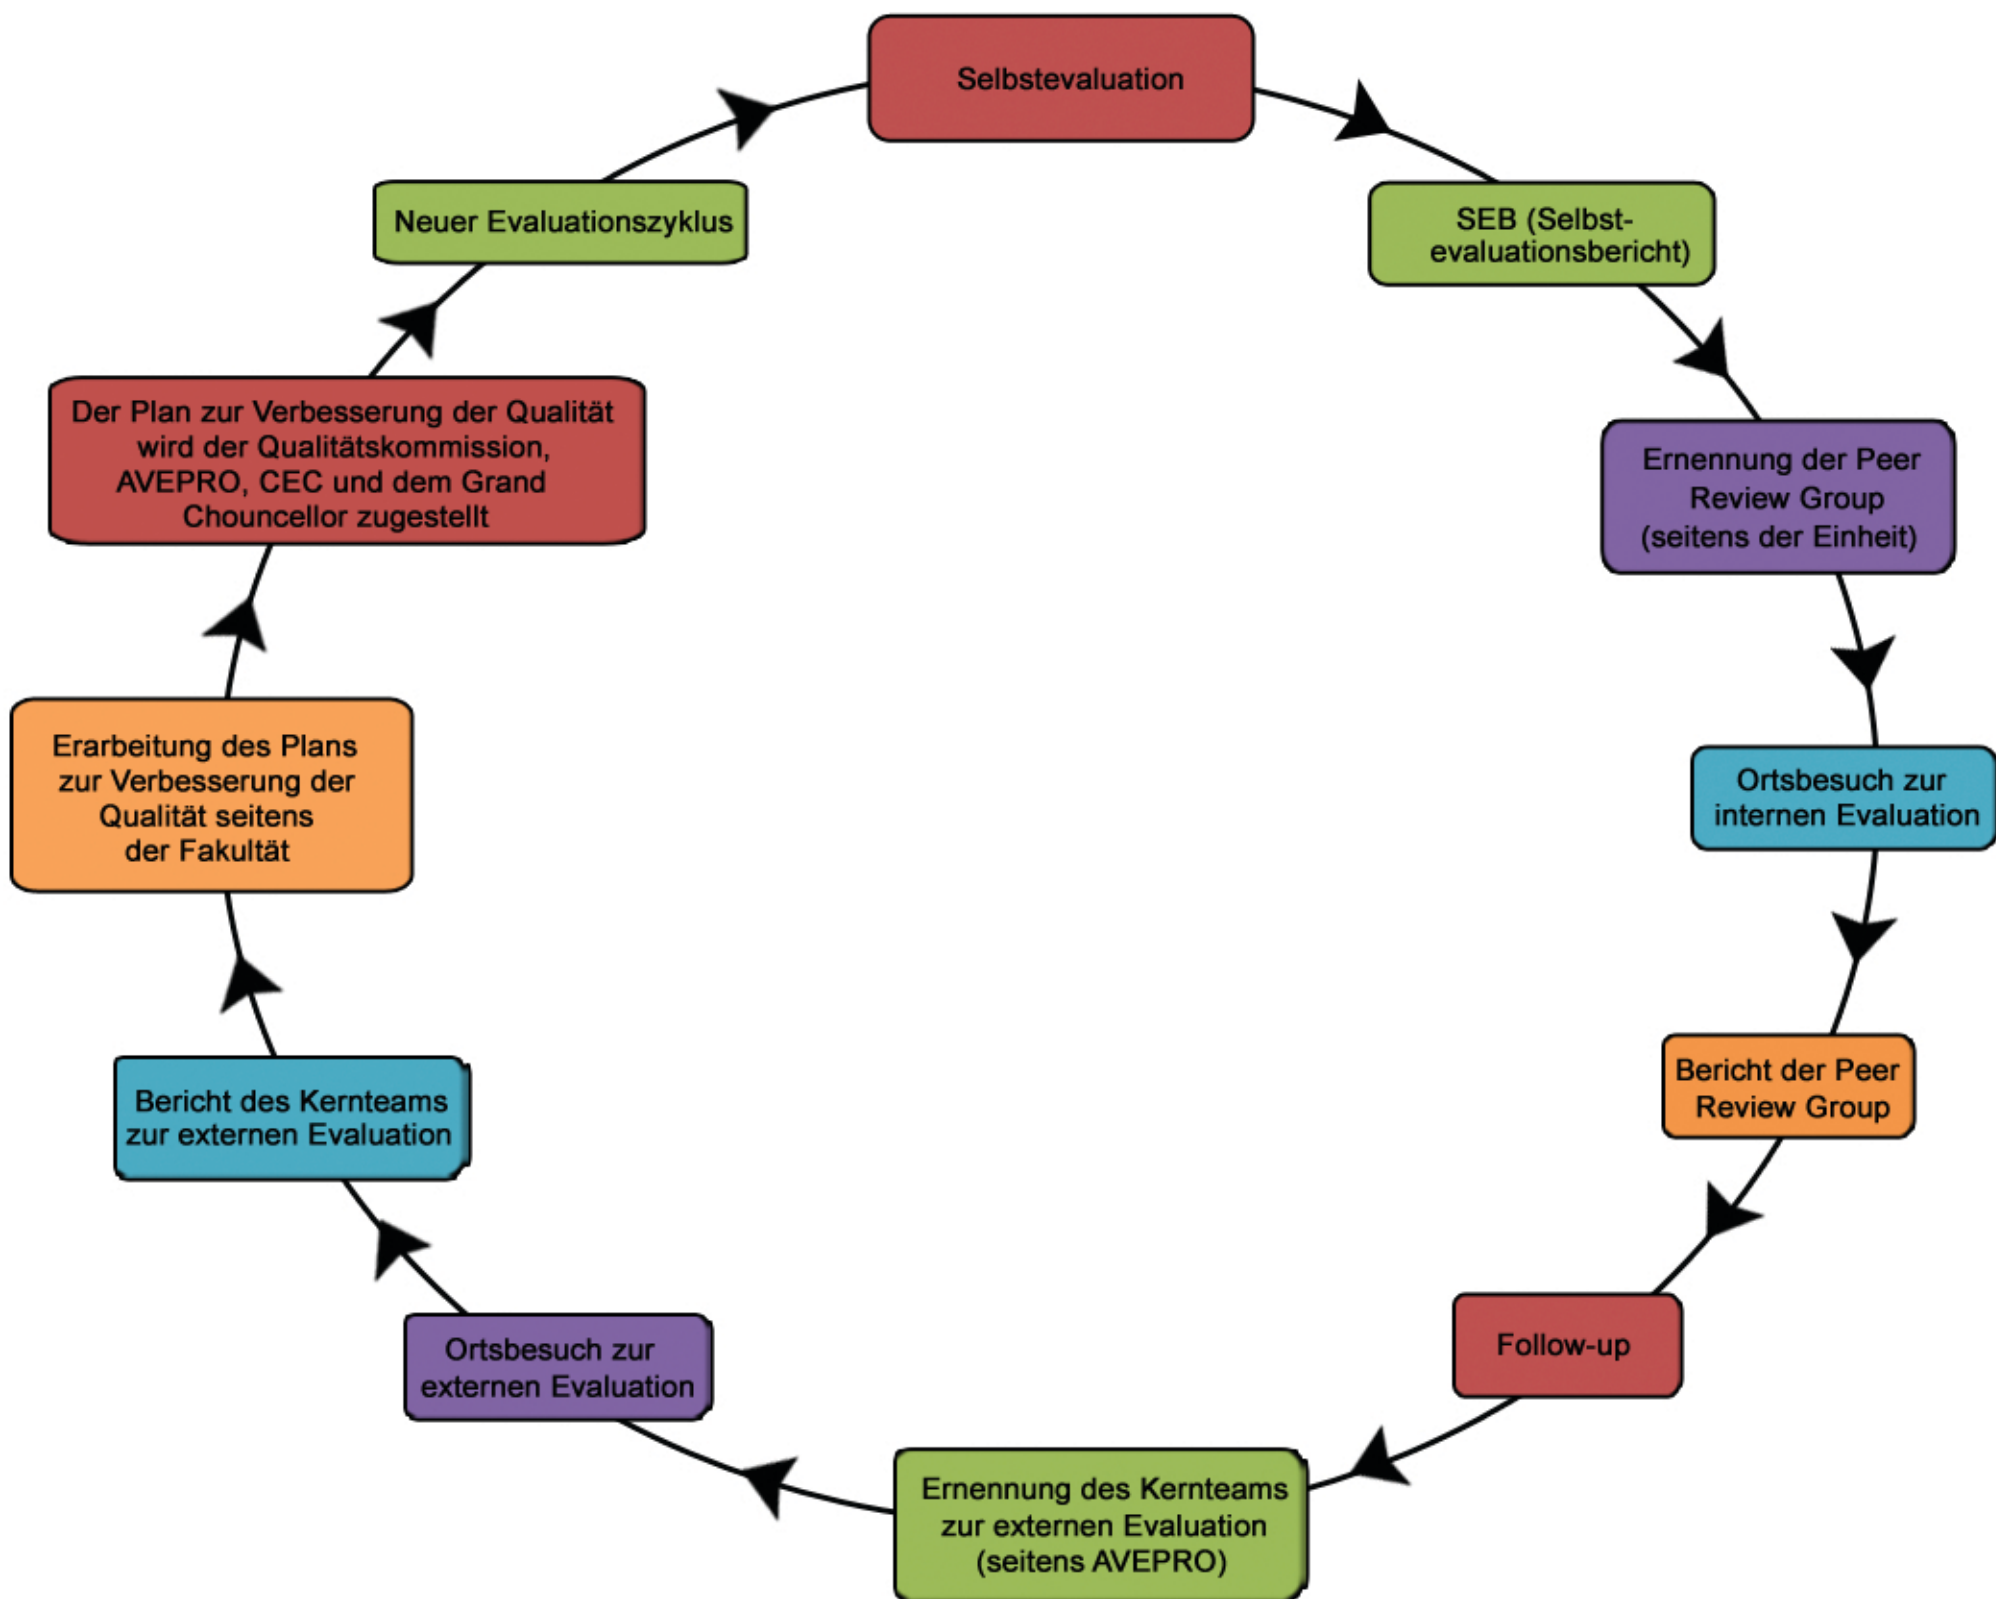 Selbstevaluation
SEB (Selbst-
evaluationsbericht)
Ernennung der Peer
Review Group
(seitens der Einheit)
Ortsbesuch zur
internen Evaluation
Bericht der Peer
Review Group
Follow-up
Ernennung des Kernteams
zur externen Evaluation
(seitens AVEPRO)
Ortsbesuch zur
externen Evaluation
Bericht des Kernteams
zur externen Evaluation
Erarbeitung des Plans
zur Verbesserung der
Qualität seitens
der Fakultät
Der Plan zur Verbesserung der Qualität
wird der Qualitätskommission,
AVEPRO, CEC und dem Grand
Chouncellor zugestellt
Neuer Evaluationszyklus